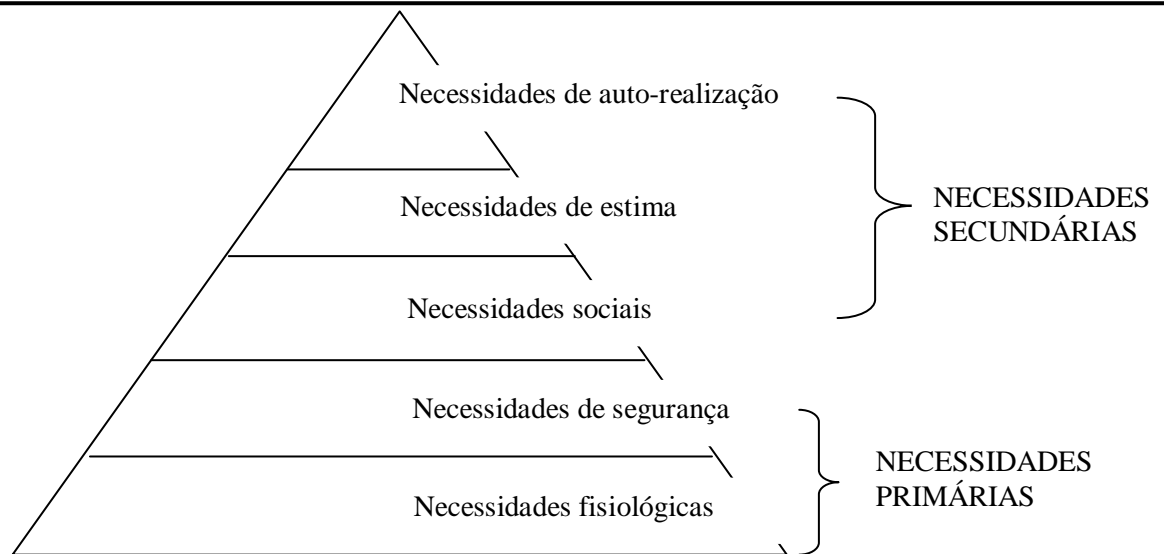 Necessidades de auto-realização
Necessidades de estima
NECESSIDADES
SECUNDÁRIAS
Necessidades sociais
Necessidades de segurança
NECESSIDADES
PRIMÁRIAS
Necessidades fisiológicas